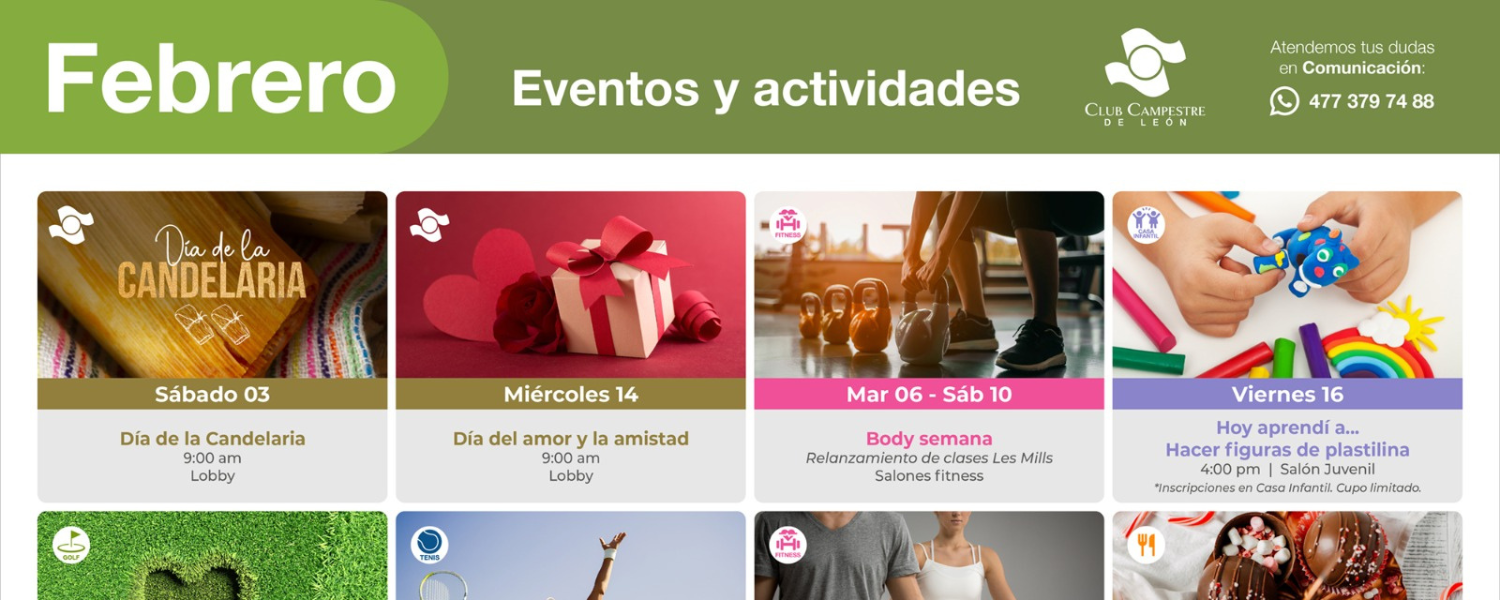 Febrero
Eventos y actividades
CLUB CAMPESTRE
DE LEÓN
Atendemos tus dudas
en Comunicación:
477 379 74 88
Día de la
CANDELARIA
Sábado 03
Día de la Candelaria
9:00 am
Lobby
Miércoles 14
Día del amor y la amistad
9:00 am
Lobby
FITNESS
Mar 06 - Sáb 10
Body semana
Relanzamiento de clases Les Mills
Salones fitness
CASA
INFANTIL
Viernes 16
Hoy aprendí a...
Hacer figuras de plastilina
4:00 pm | Salón Juvenil
*Inscripciones en Casa Infantil. Cupo limitado.
GOLF
TENIS
FITNESS